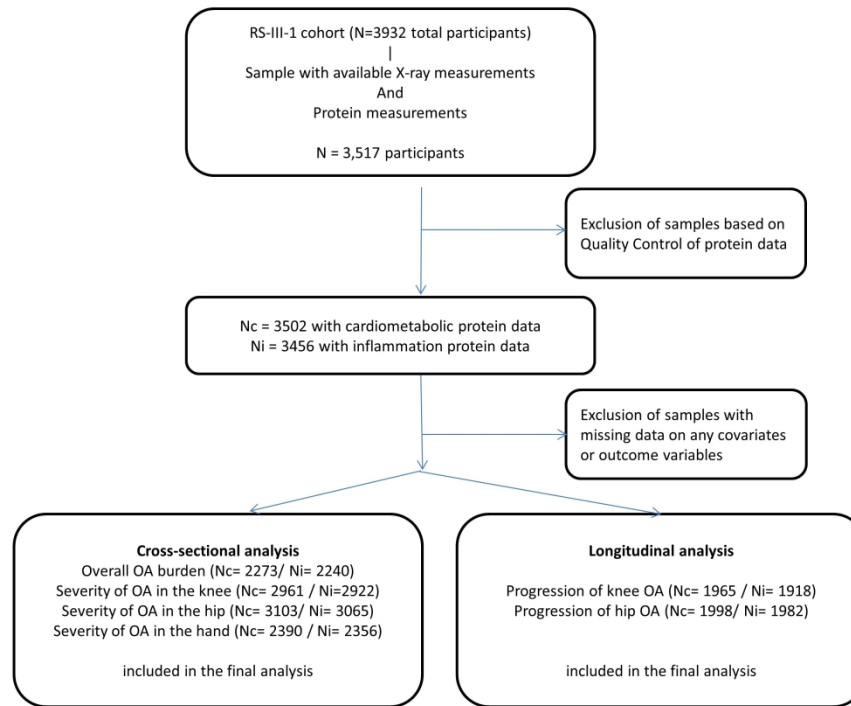 RS-III-1 cohort (N=3932 total participants)
|
Sample with available X-ray measurements
And
Protein measurements
N = 3,517 participants
Exclusion of samples based on
Quality Control of protein data
Nc = 3502 with cardiometabolic protein data
Ni = 3456 with inflammation protein data
Exclusion of samples with
missing data on any covariates
or outcome variables
Cross-sectional analysis
Overall OA burden (Nc= 2273/ Ni= 2240)
Severity of OA in the knee (Nc= 2961 / Ni=2922)
Severity of OA in the hip (Nc= 3103/ Ni= 3065)
Severity of OA in the hand (Nc= 2390 / Ni= 2356)
included in the final analysis
Longitudinal analysis
Progression of knee OA (Nc= 1965 / Ni= 1918)
Progression of hip OA (Nc= 1998/ Ni= 1982)
included in the final analysis